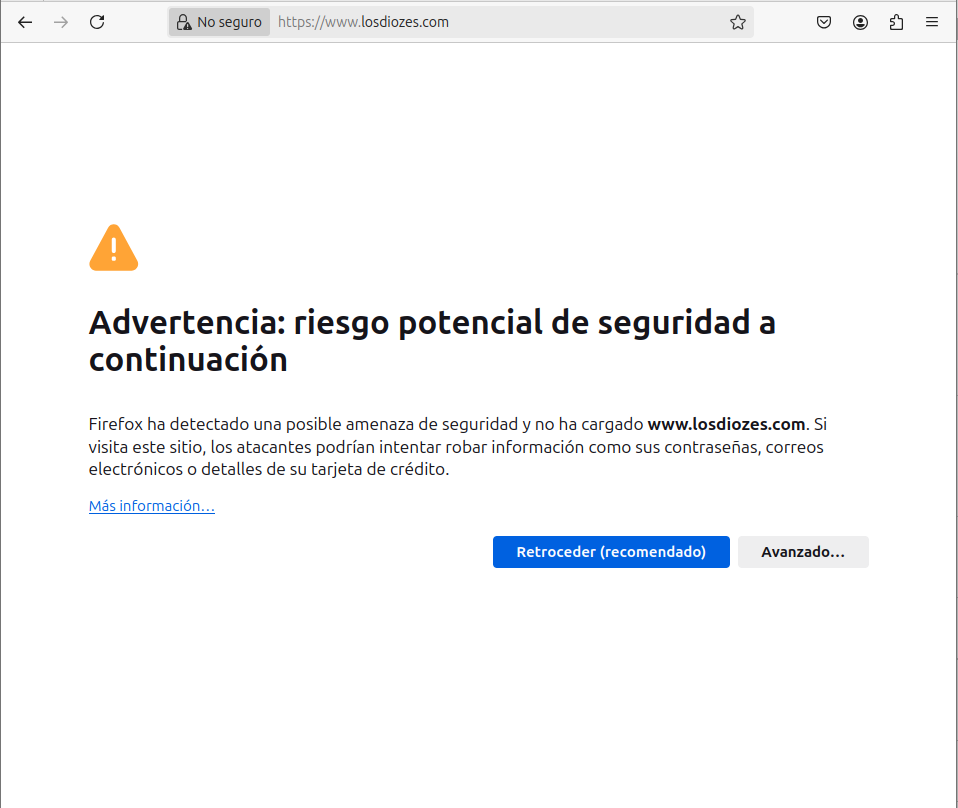 No seguro https://www.losdiozes.com
Advertencia: riesgo potencial de seguridad a
continuación
Firefox ha detectado una posible amenaza de seguridad y no ha cargado www.losdiozes.com. Si
visita este sitio, los atacantes podrían intentar robar información como sus contraseñas, correos
electrónicos o detalles de su tarjeta de crédito.
Más información...
Retroceder (recomendado) Avanzado...